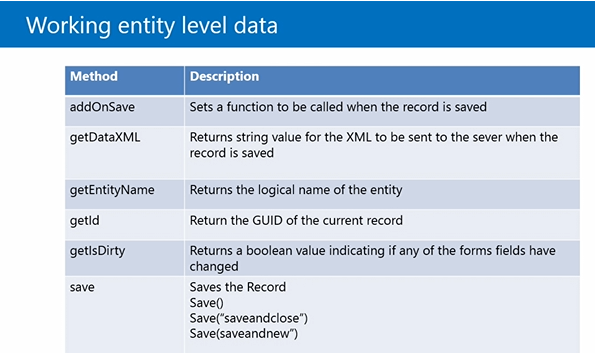 Working entity level data
Method Description
addOnSave Sets a function to be called when the record is saved
getDataXML Returns string value for the XML to be sent to the sever when the
record is saved
getEntityName Returns the logical name of the entity
getId Return the GUID of the current record
getIsDirty Returns a boolean value indicating if any of the forms fields have
changed
save Saves the Record
Save()
Save("saveandclose")
Save(saveandnew")